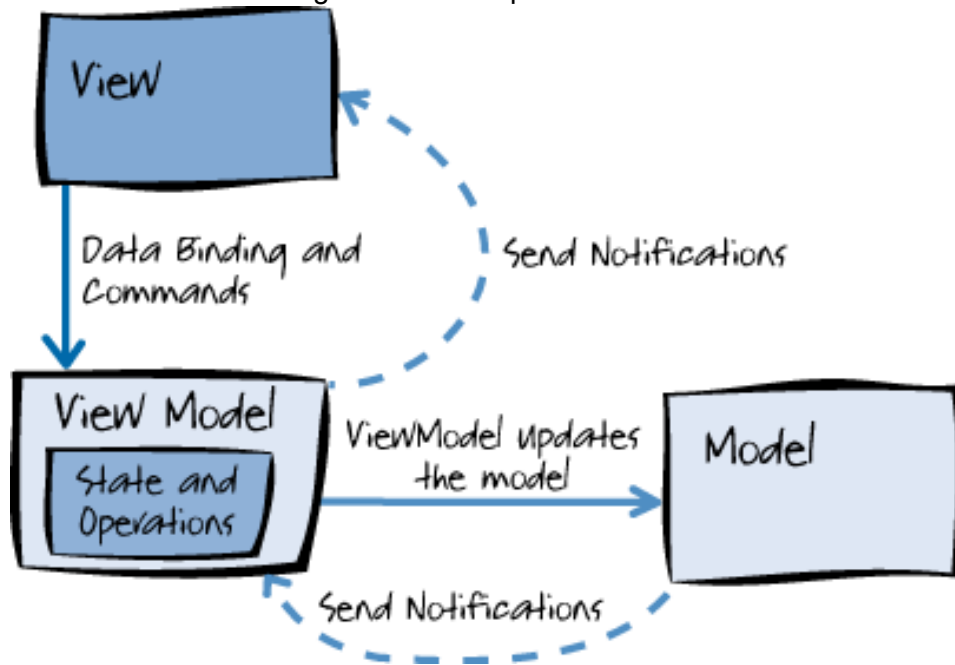 View
Data Binding and
Commands
Send Notifications
View Model
State and
Operations
ViewModel updates
the model
Model
Send Notifications